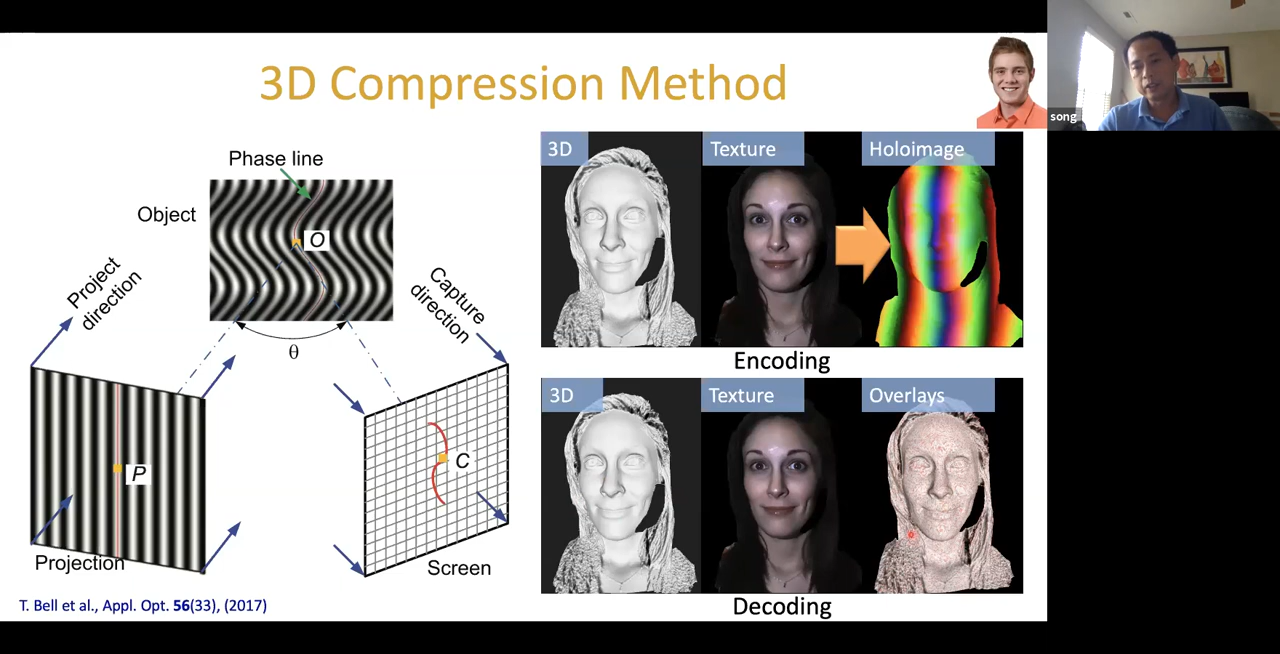 3D Compression Method
song
Phase line
Object
O
Project
direction
Capture
direction
θ
P
C
Projection
Screen
T. Bell et al., Appl. Opt. 56(33), (2017)
3D
Texture
Holoimage
Encoding
3D
Texture
Overlays
Decoding